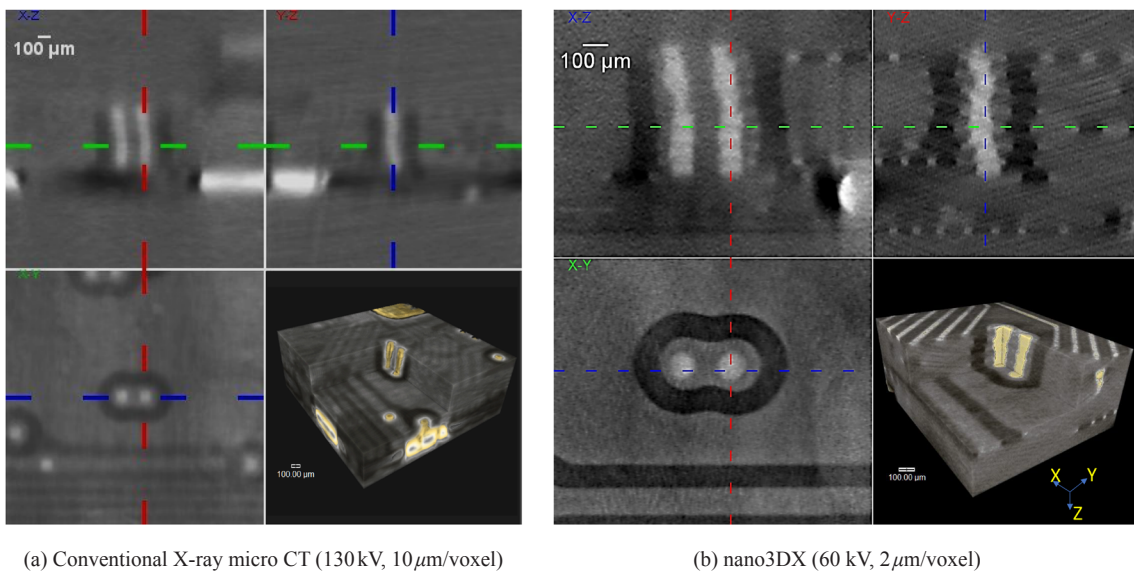 X-Z
Y-Z
100 µm
X-Y
100.00 µm
X-Z
Y-Z
100 µm
X-Y
100.00 µm
X
Y
Z
(a) Conventional X-ray micro CT (130 kV, 10 µm/voxel)
(b) nano3DX (60 kV, 2 µm/voxel)